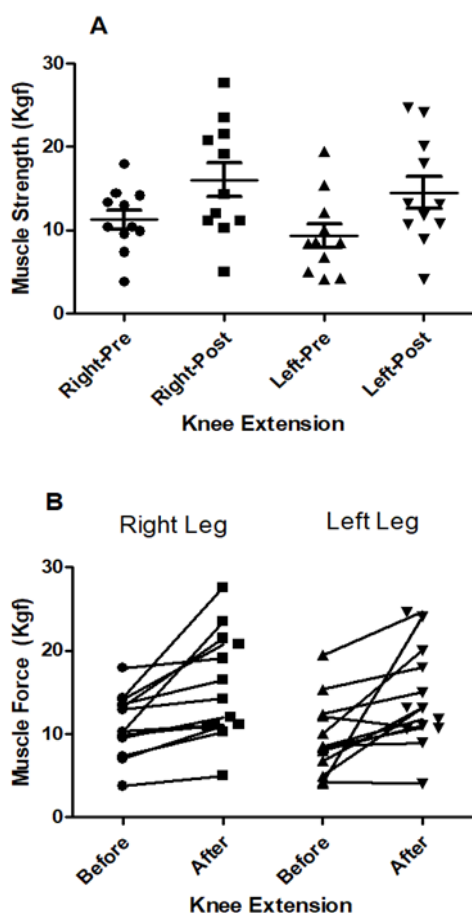 A
Muscle Strength (Kgf)
30
20
10
0
Right-Pre
Right-Post
Left-Pre
Left-Post
Knee Extension
B
Right Leg
Left Leg
Muscle Force (Kgf)
30
20
10
0
Before
After
Before
After
Knee Extension